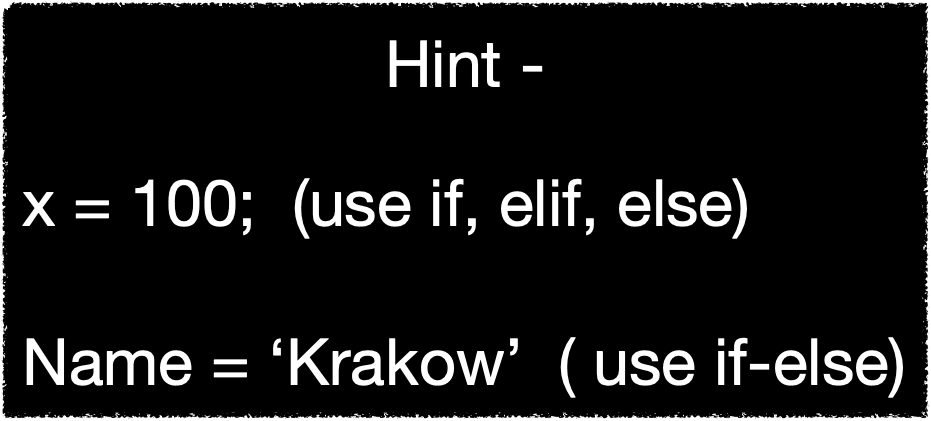 Hint -
x = 100;  (use if, elif, else)
Name = ‘Krakow’  ( use if-else)